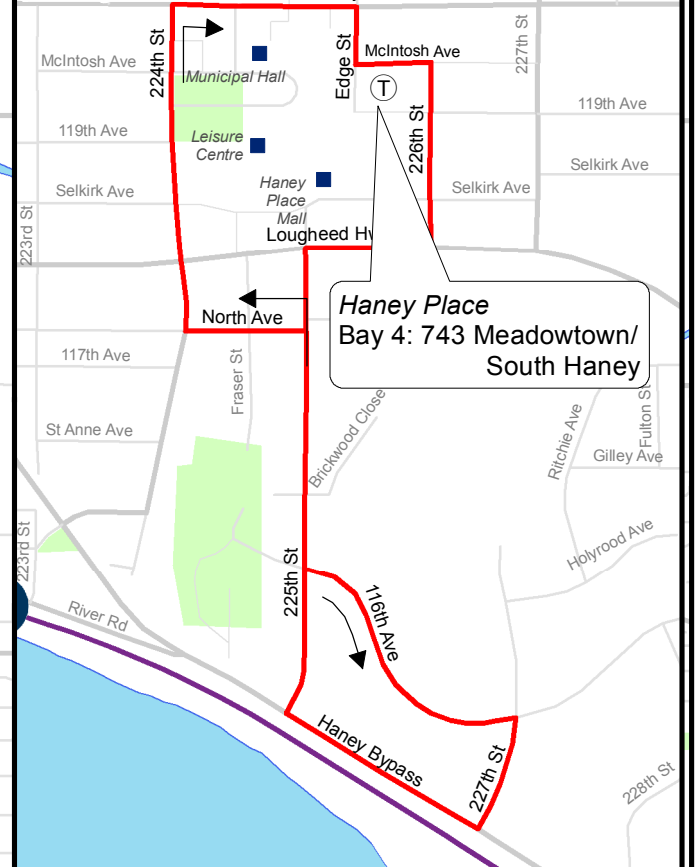 224th St
McIntosh Ave
Municipal Hall
Edge St
McIntosh Ave
227th St
T
119th Ave
119th Ave
Leisure
Centre
226th St
Selkirk Ave
Selkirk Ave
Haney
Place
Mall
Selkirk Ave
223rd St
Lougheed
North Ave
Haney Place
Bay 4: 743 Meadowtown/
South Haney
117th Ave
Fraser St
St Anne Ave
Brickwood Close
Ritchie Ave
Fulton St
Gilley Ave
223rd St
Holyrood Ave
225th St
116th Ave
River Rd
Haney Bypass
227th St
228th St